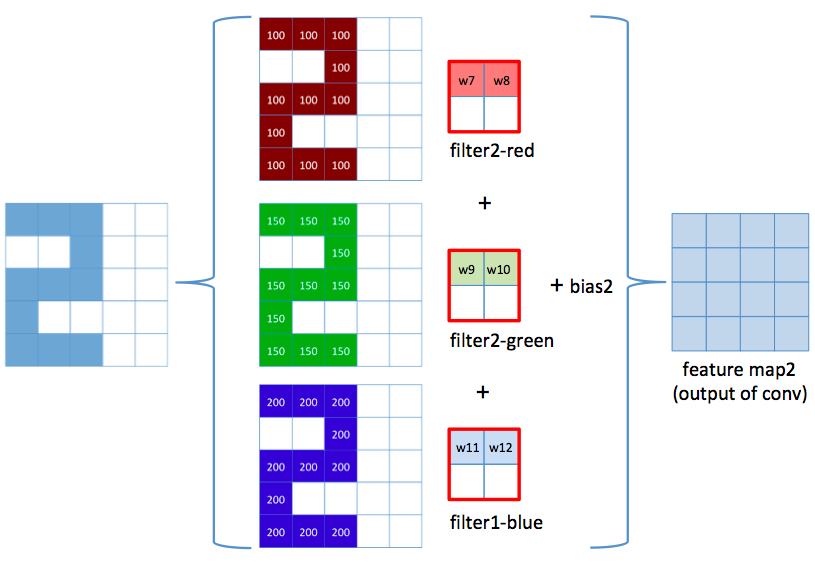 100 100 100
100
100 100 100
100
100 100 100
w7 w8
filter2-red
+
150 150 150
150
150 150 150
150
150 150 150
w9 w10
filter2-green
+ bias2
+
200 200 200
200
200 200 200
200
200 200 200
w11 w12
filter1-blue
feature map2
(output of conv)